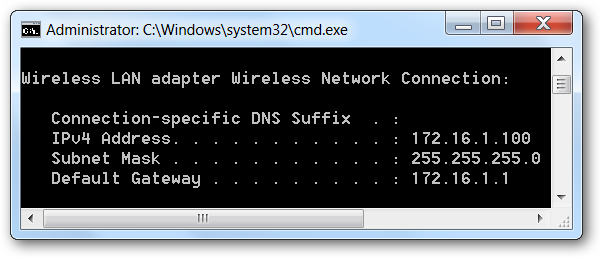 Administrator: C:\Windows\system32\cmd.exe
Wireless LAN adapter Wireless Network Connection:
Connection-specific DNS Suffix  . :
IPv4 Address. . . . . . . . . . . : 172.16.1.100
Subnet Mask . . . . . . . . . . . : 255.255.255.0
Default Gateway . . . . . . . . . : 172.16.1.1